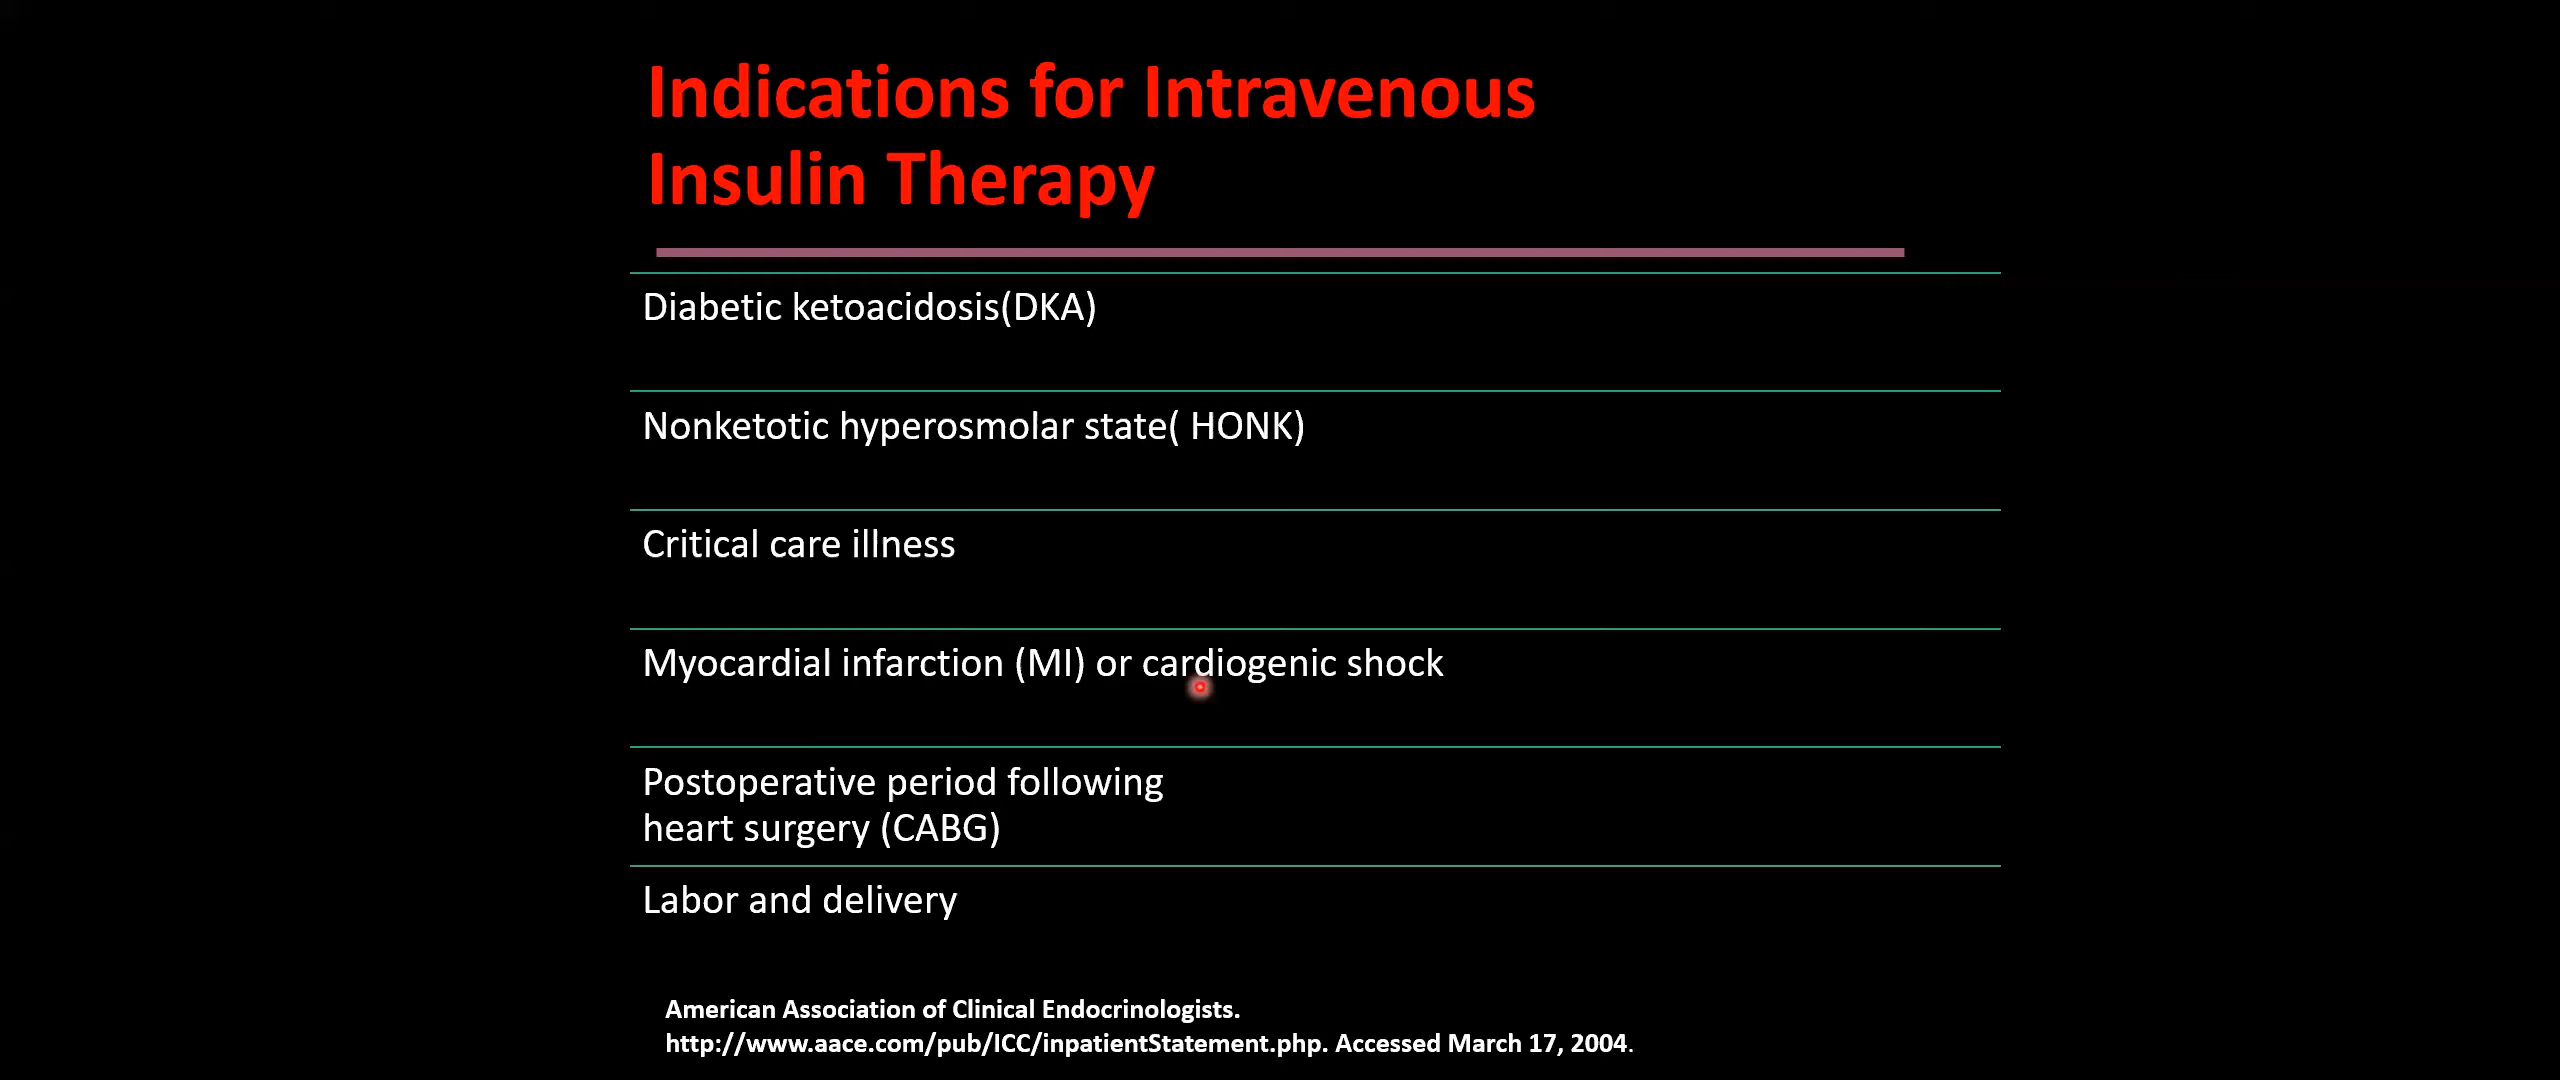 Indications for Intravenous
Insulin Therapy
Diabetic ketoacidosis(DKA)
Nonketotic hyperosmolar state( HONK)
Critical care illness
Myocardial infarction (MI) or cardiogenic shock
Postoperative period following
heart surgery (CABG)
Labor and delivery
American Association of Clinical Endocrinologists.
http://www.aace.com/pub/ICC/inpatientStatement.php. Accessed March 17, 2004.